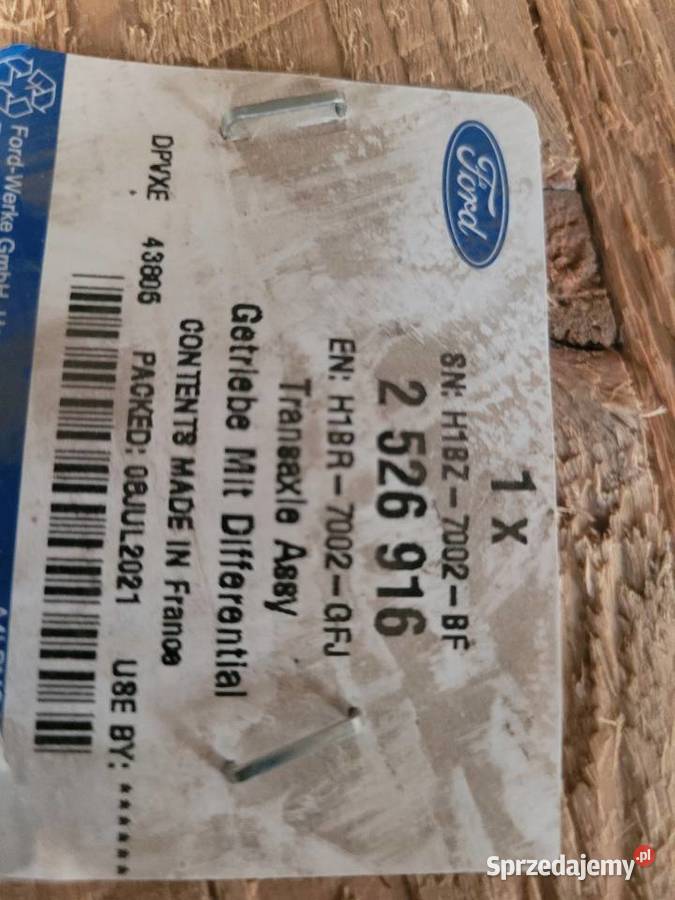 Ford
1 X
SN: H1BZ-7002-BF
2 526 916
EN: H1BR-7002-GFJ
Transaxle Assy
Getriebe Mit Differential
CONTENTS MADE IN France
DPVXE 43806 PACKED: 08JUL2021 USE BY: ******
Ford-Werke GmbH
Sprzedajemy.pl